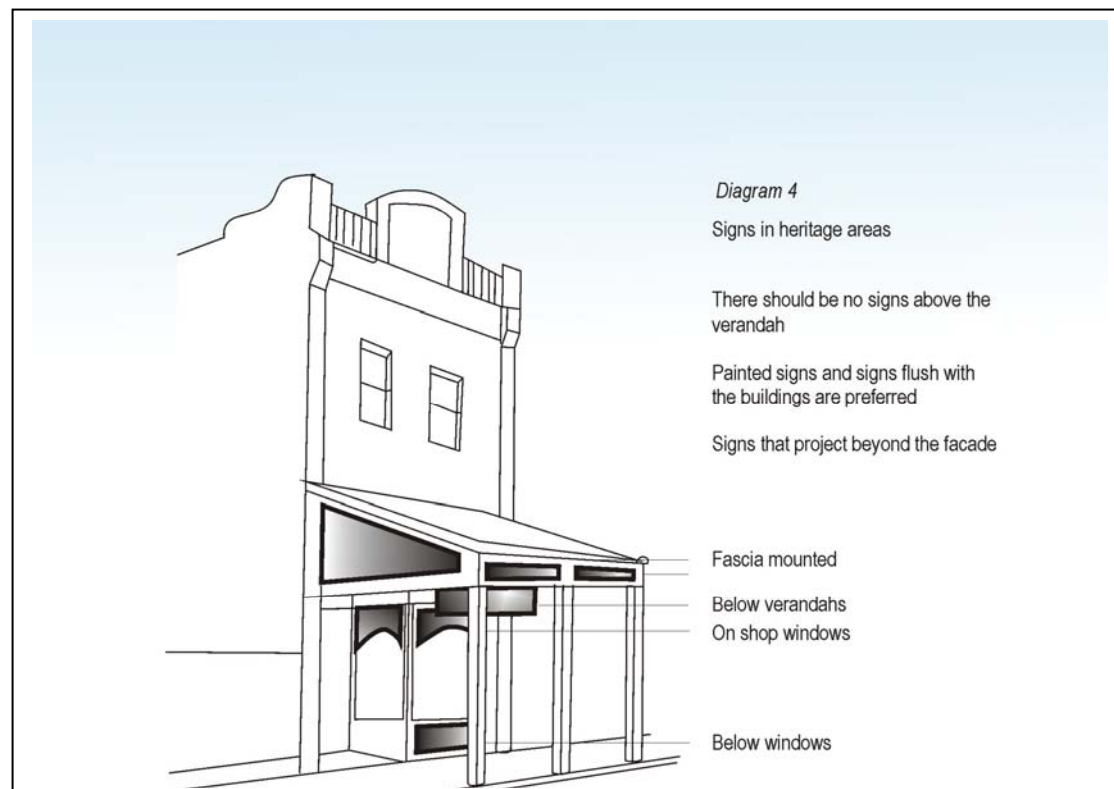 Diagram 4
Signs in heritage areas
There should be no signs above the
verandah
Painted signs and signs flush with
the buildings are preferred
Signs that project beyond the facade
Fascia mounted
Below verandahs
On shop windows
Below windows